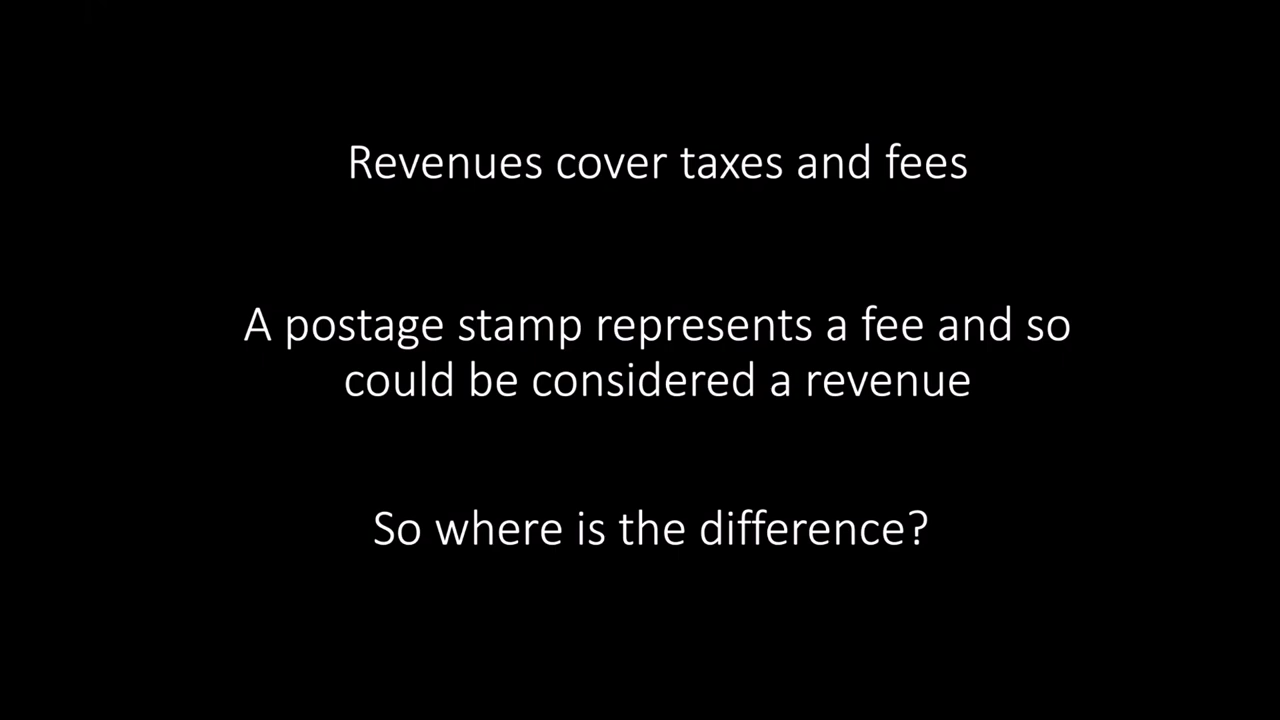 Revenues cover taxes and fees
A postage stamp represents a fee and so
could be considered a revenue
So where is the difference?